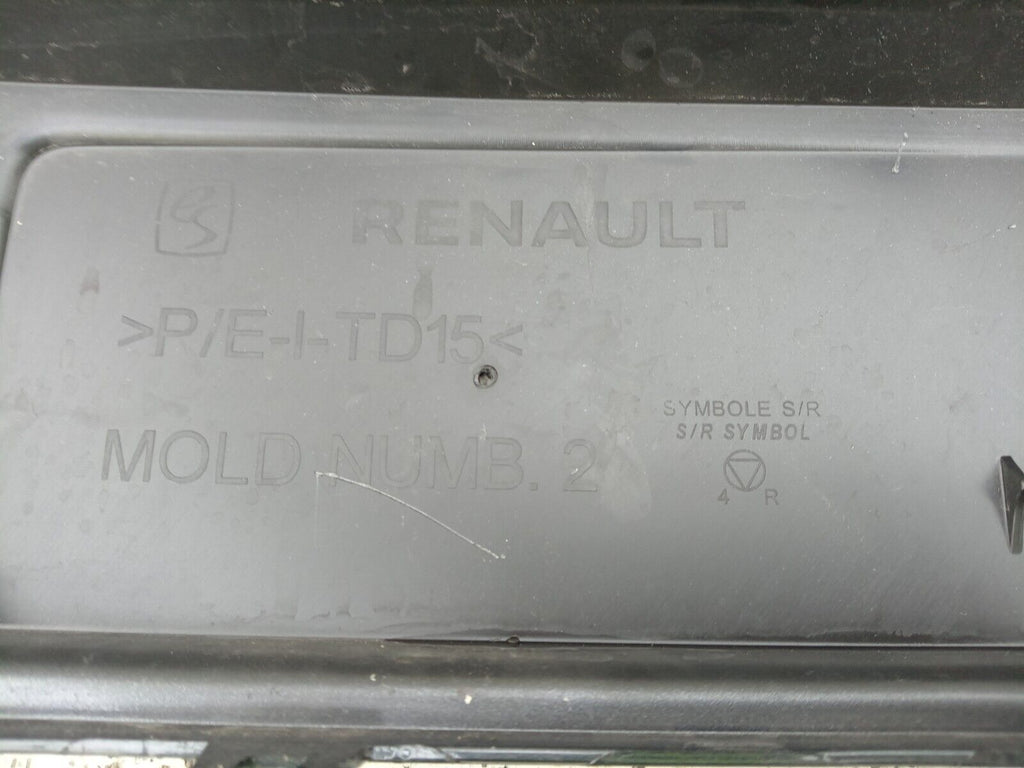 RENAULT
>P/E-I-TD15<
MOLD NUMB. 2
SYMBOLE S/R
S/R SYMBOL
4 R